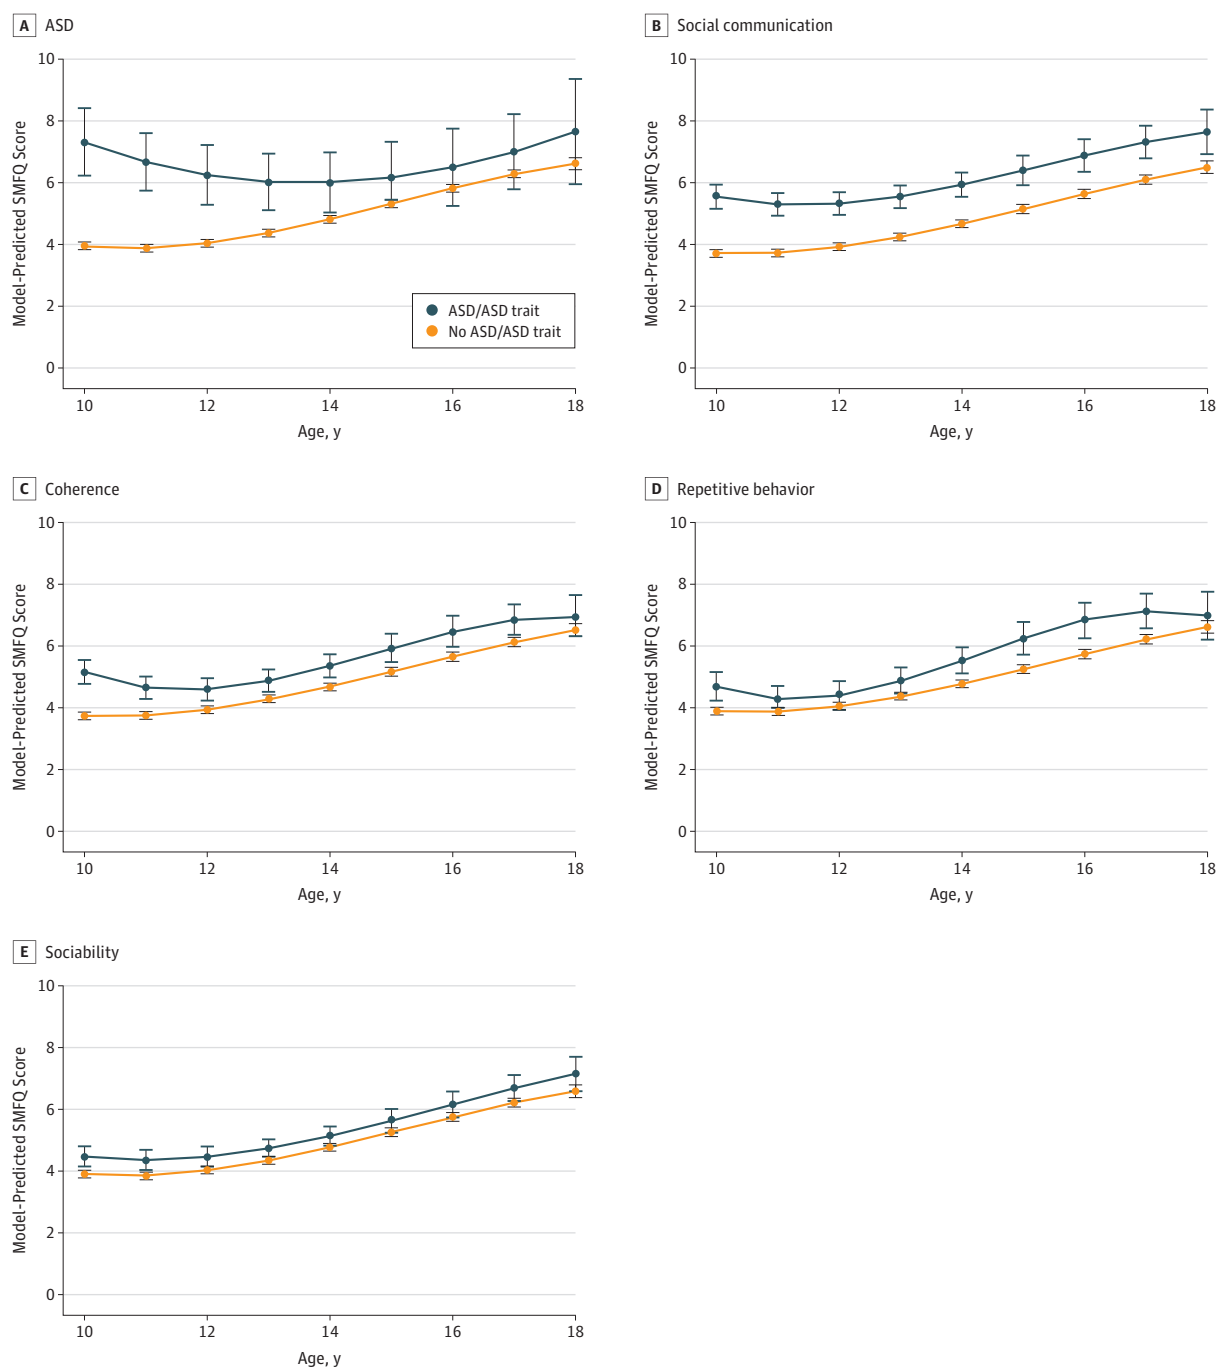 A ASD
10
8
6
4
2
0
Model-Predicted SMFQ Score
ASD/ASD trait
No ASD/ASD trait
10 12 14 16 18
Age, y
B Social communication
10
8
6
4
2
0
Model-Predicted SMFQ Score
10 12 14 16 18
Age, y
C Coherence
10
8
6
4
2
0
Model-Predicted SMFQ Score
10 12 14 16 18
Age, y
D Repetitive behavior
10
8
6
4
2
0
Model-Predicted SMFQ Score
10 12 14 16 18
Age, y
E Sociability
10
8
6
4
2
0
Model-Predicted SMFQ Score
10 12 14 16 18
Age, y